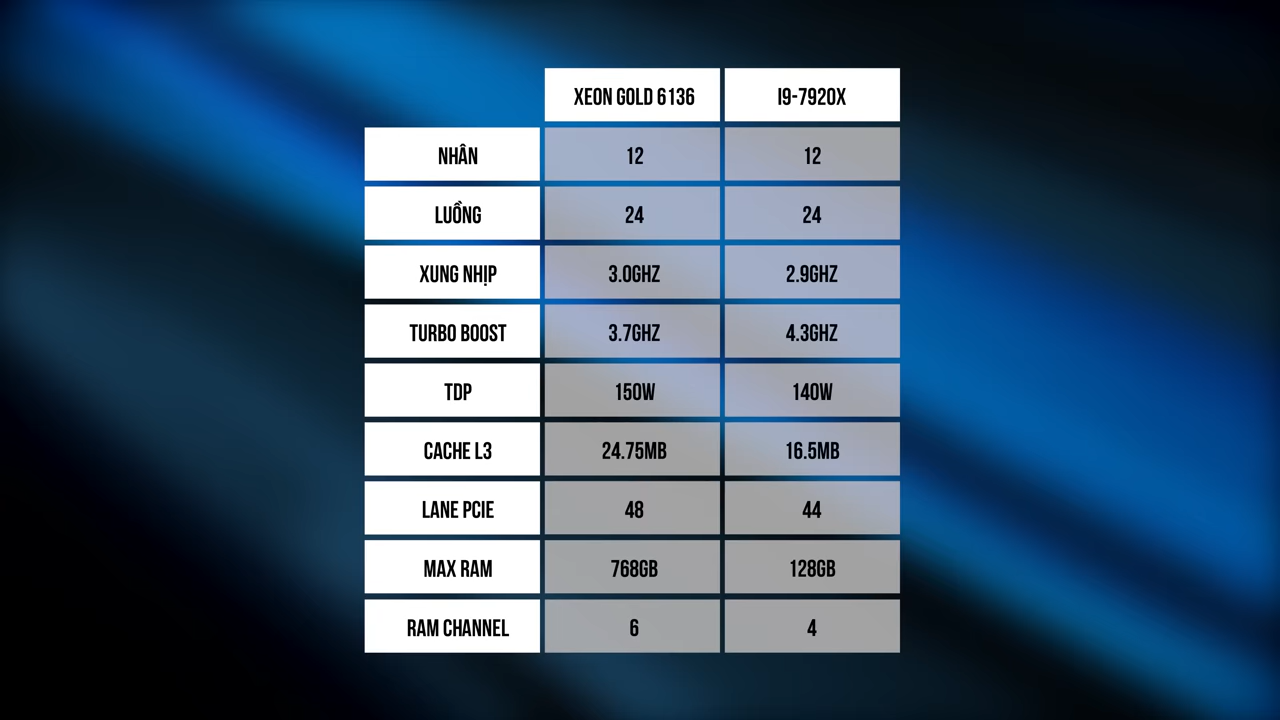 XEON GOLD 6136 I9-7920X
NHÂN 12 12
LUỒNG 24 24
XUNG NHỊP 3.0GHZ 2.9GHZ
TURBO BOOST 3.7GHZ 4.3GHZ
TDP 150W 140W
CACHE L3 24.75MB 16.5MB
LANE PCIE 48 44
MAX RAM 768GB 128GB
RAM CHANNEL 6 4